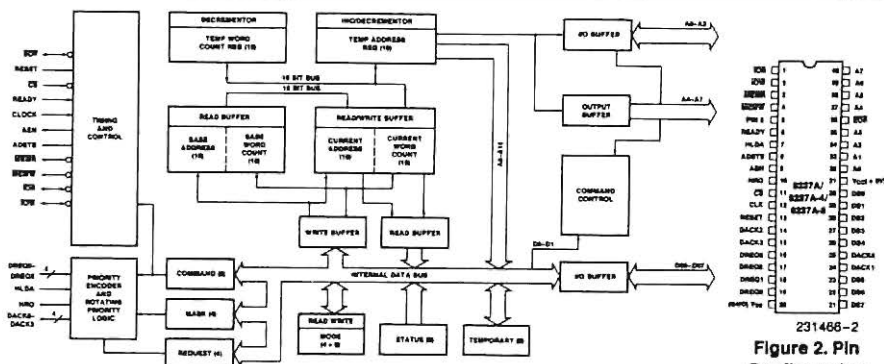 DECREMENTOR
TEMP WORD
COUNT REG (16)
INC/DECREMENTOR
TEMP ADDRESS
REG (16)
16 BIT BUS
16 BIT BUS
READ BUFFER
BASE
ADDRESS
(16)
BASE
WORD
COUNT
(16)
READ/WRITE BUFFER
CURRENT
ADDRESS
(16)
CURRENT
WORD
COUNT
(16)
WRITE BUFFER
READ BUFFER
INTERNAL DATA BUS
COMMAND (8)
MASK (4)
REQUEST (4)
READ WRITE
MODE
(4 × 6)
STATUS (8)
TEMPORARY (8)
EOP
RESET
CS
READY
CLOCK
AEN
ADSTB
MEMR
MEMW
IOR
IOW
TIMING
AND
CONTROL
DREQ0-
DREQ3
4
HLDA
HRQ
DACK0-
DACK3
4
PRIORITY
ENCODER
AND
ROTATING
PRIORITY
LOGIC
I/O BUFFER
A0-A3
OUTPUT
BUFFER
A4-A7
COMMAND
CONTROL
A8-A15
D0-D1
I/O BUFFER
DB0-DB7
IOR 1 40 A7
IOW 2 39 A6
MEMR 3 38 A5
MEMW 4 37 A4
PIN 5 5 36 EOP
READY 6 35 A3
HLDA 7 34 A2
ADSTB 8 33 A1
AEN 9 32 A0
HRQ 10 31 VCC(+5V)
CS 11 30 DB0
CLK 12 29 DB1
RESET 13 28 DB2
DACK2 14 27 DB3
DACK3 15 26 DB4
DREQ3 16 25 DACK0
DREQ2 17 24 DACK1
DREQ1 18 23 DB5
DREQ0 19 22 DB6
(GND) VSS 20 21 DB7
8237A/
8237A-4/
8237A-5
231466-2
Figure 2. Pin